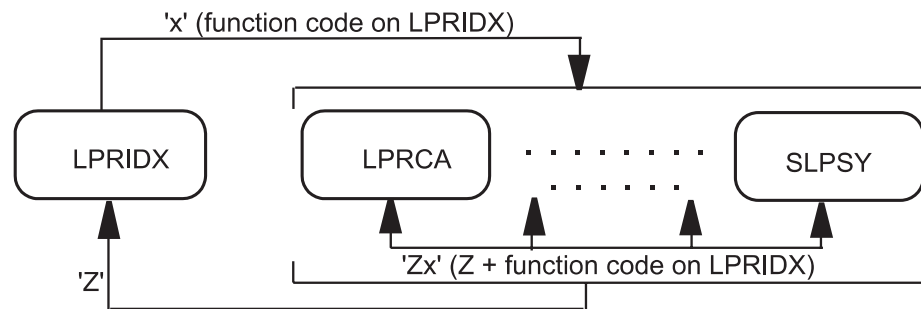 'x' (function code on LPRIDX)
LPRIDX
LPRCA
SLPSY
'Zx' (Z + function code on LPRIDX)
'Z'